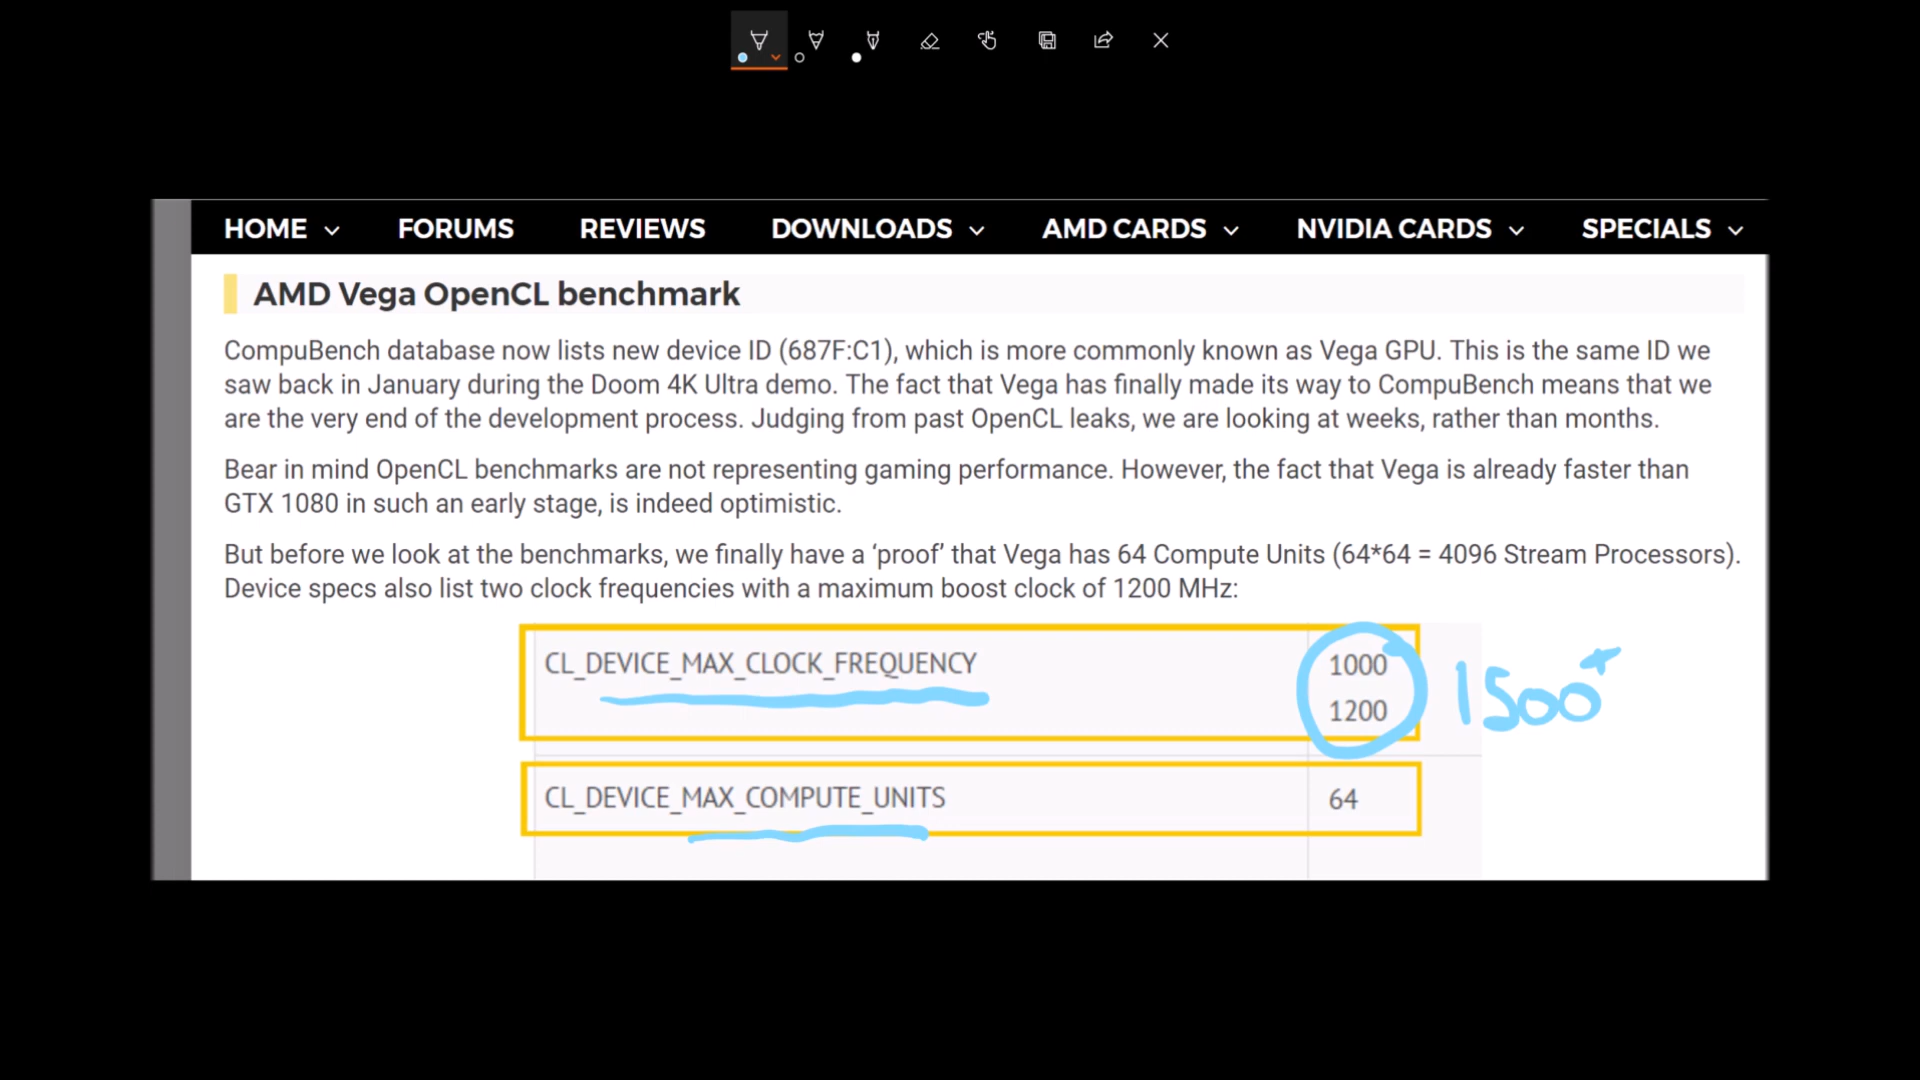 HOME FORUMS REVIEWS DOWNLOADS AMD CARDS NVIDIA CARDS SPECIALS
AMD Vega OpenCL benchmark
CompuBench database now lists new device ID (687F:C1), which is more commonly known as Vega GPU. This is the same ID we
saw back in January during the Doom 4K Ultra demo. The fact that Vega has finally made its way to CompuBench means that we
are the very end of the development process. Judging from past OpenCL leaks, we are looking at weeks, rather than months.
Bear in mind OpenCL benchmarks are not representing gaming performance. However, the fact that Vega is already faster than
GTX 1080 in such an early stage, is indeed optimistic.
But before we look at the benchmarks, we finally have a ‘proof’ that Vega has 64 Compute Units (64*64 = 4096 Stream Processors).
Device specs also list two clock frequencies with a maximum boost clock of 1200 MHz:
CL_DEVICE_MAX_CLOCK_FREQUENCY 1000
1200
1500+
CL_DEVICE_MAX_COMPUTE_UNITS 64